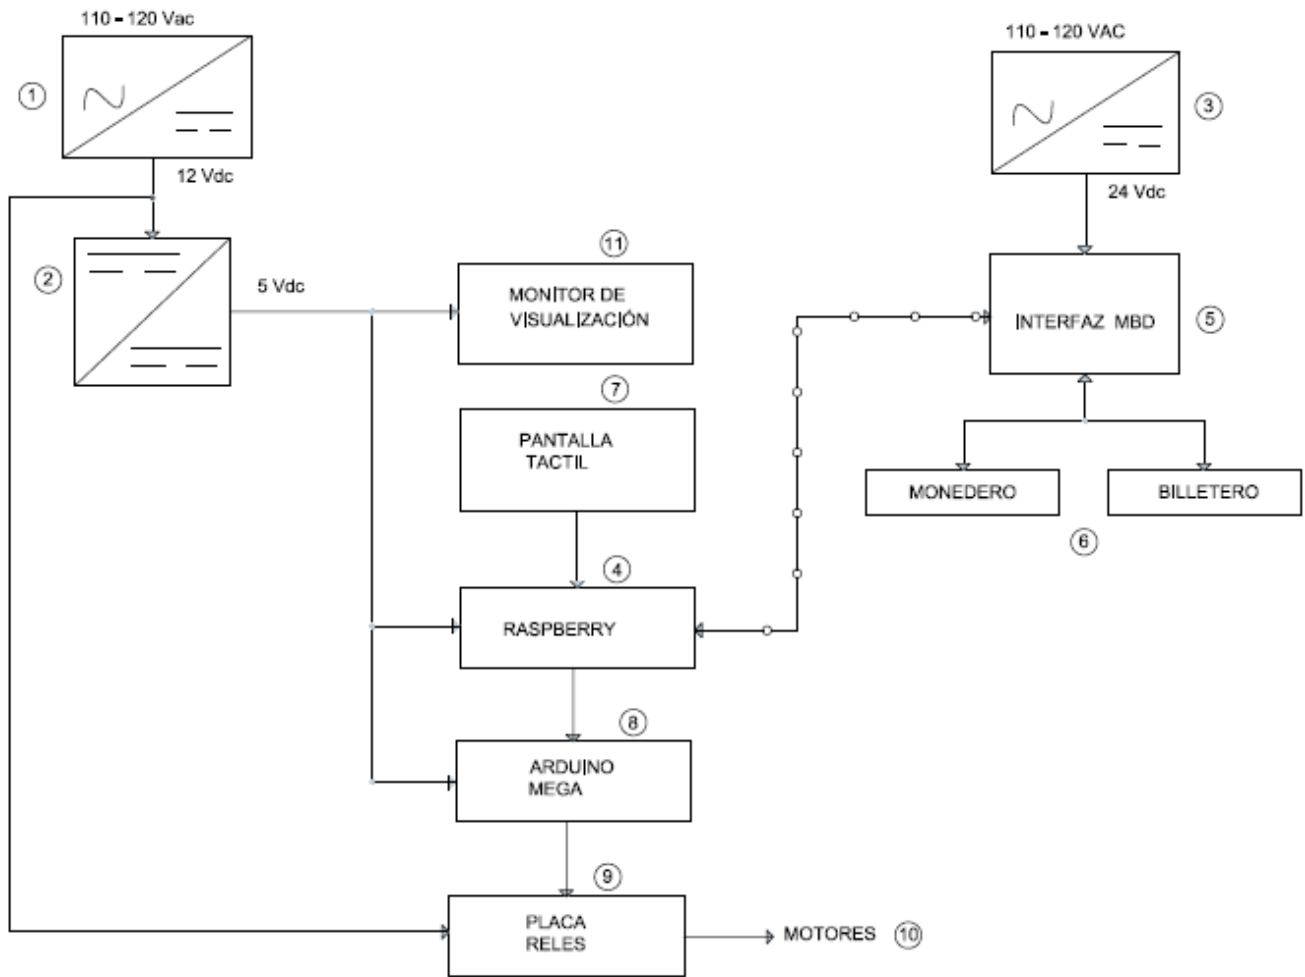 110 - 120 Vac
1
12 Vdc
2
5 Vdc
11
MONITOR DE
VISUALIZACIÓN
7
PANTALLA
TACTIL
4
RASPBERRY
8
ARDUINO
MEGA
9
PLACA
RELES
MOTORES 10
110 - 120 VAC
3
24 Vdc
INTERFAZ MBD
5
MONEDERO
BILLETERO
6